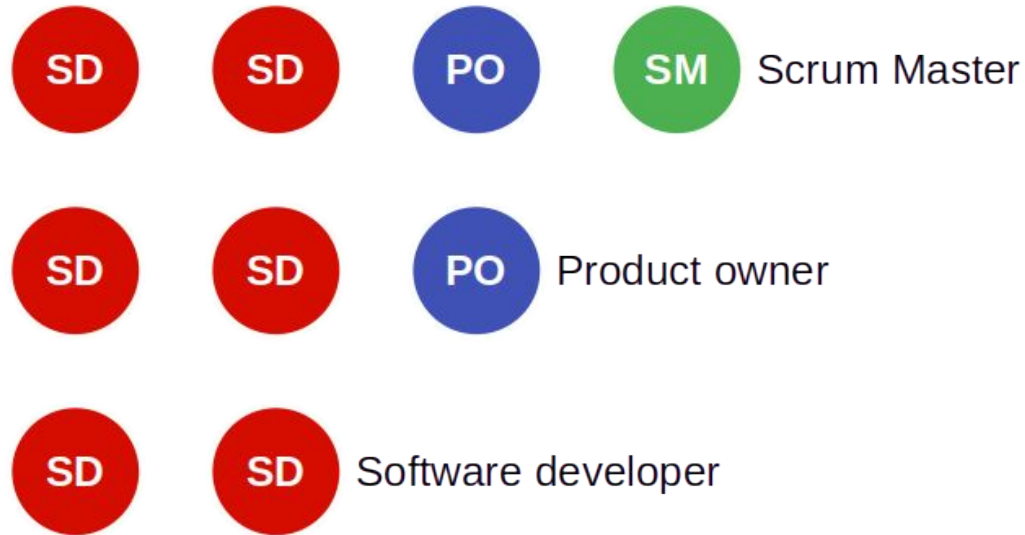 SD SD PO SM Scrum Master
SD SD PO Product owner
SD SD Software developer